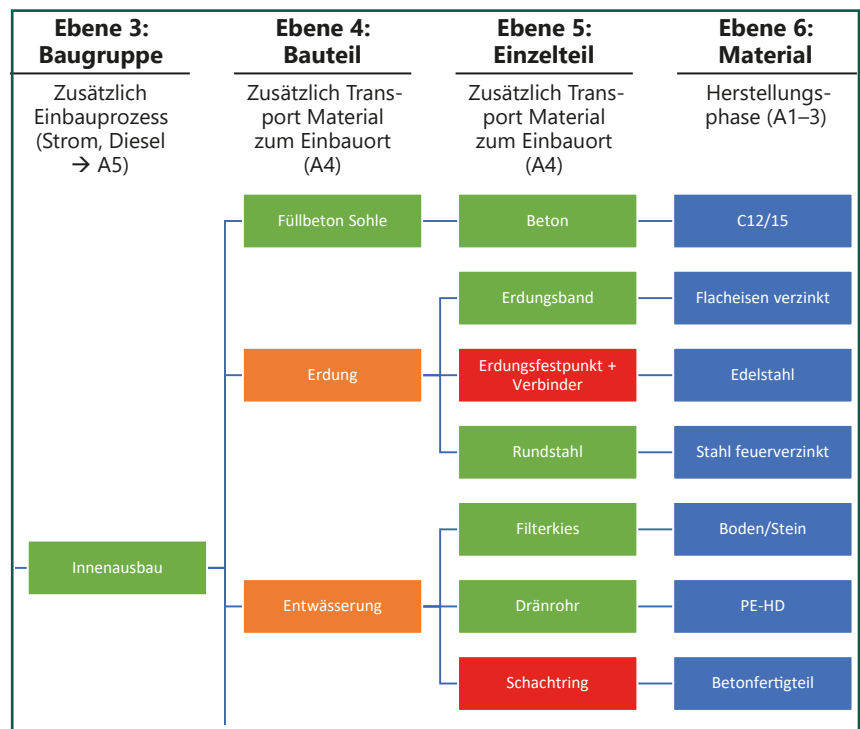 Ebene 3:
Baugruppe
Zusätzlich
Einbauprozess
(Strom, Diesel
→ A5)
Ebene 4:
Bauteil
Zusätzlich Trans-
port Material
zum Einbauort
(A4)
Ebene 5:
Einzelteil
Zusätzlich Trans-
port Material
zum Einbauort
(A4)
Ebene 6:
Material
Herstellungs-
phase (A1–3)
Füllbeton Sohle
Beton
C12/15
Erdungsband
Flacheisen verzinkt
Erdung
Erdungsfestpunkt +
Verbinder
Edelstahl
Rundstahl
Stahl feuerverzinkt
Filterkies
Boden/Stein
Innenausbau
Entwässerung
Dränrohr
PE-HD
Schachtring
Betonfertigteil